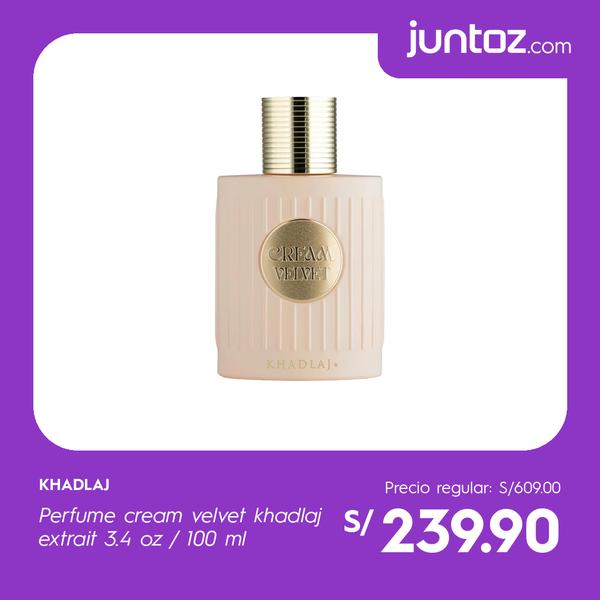 juntoz.com
CREAM
VELVET
KHADLAJ
KHADLAJ
Precio regular: S/609.00
Perfume cream velvet khadlaj
extrait 3.4 oz / 100 ml
S/239.90